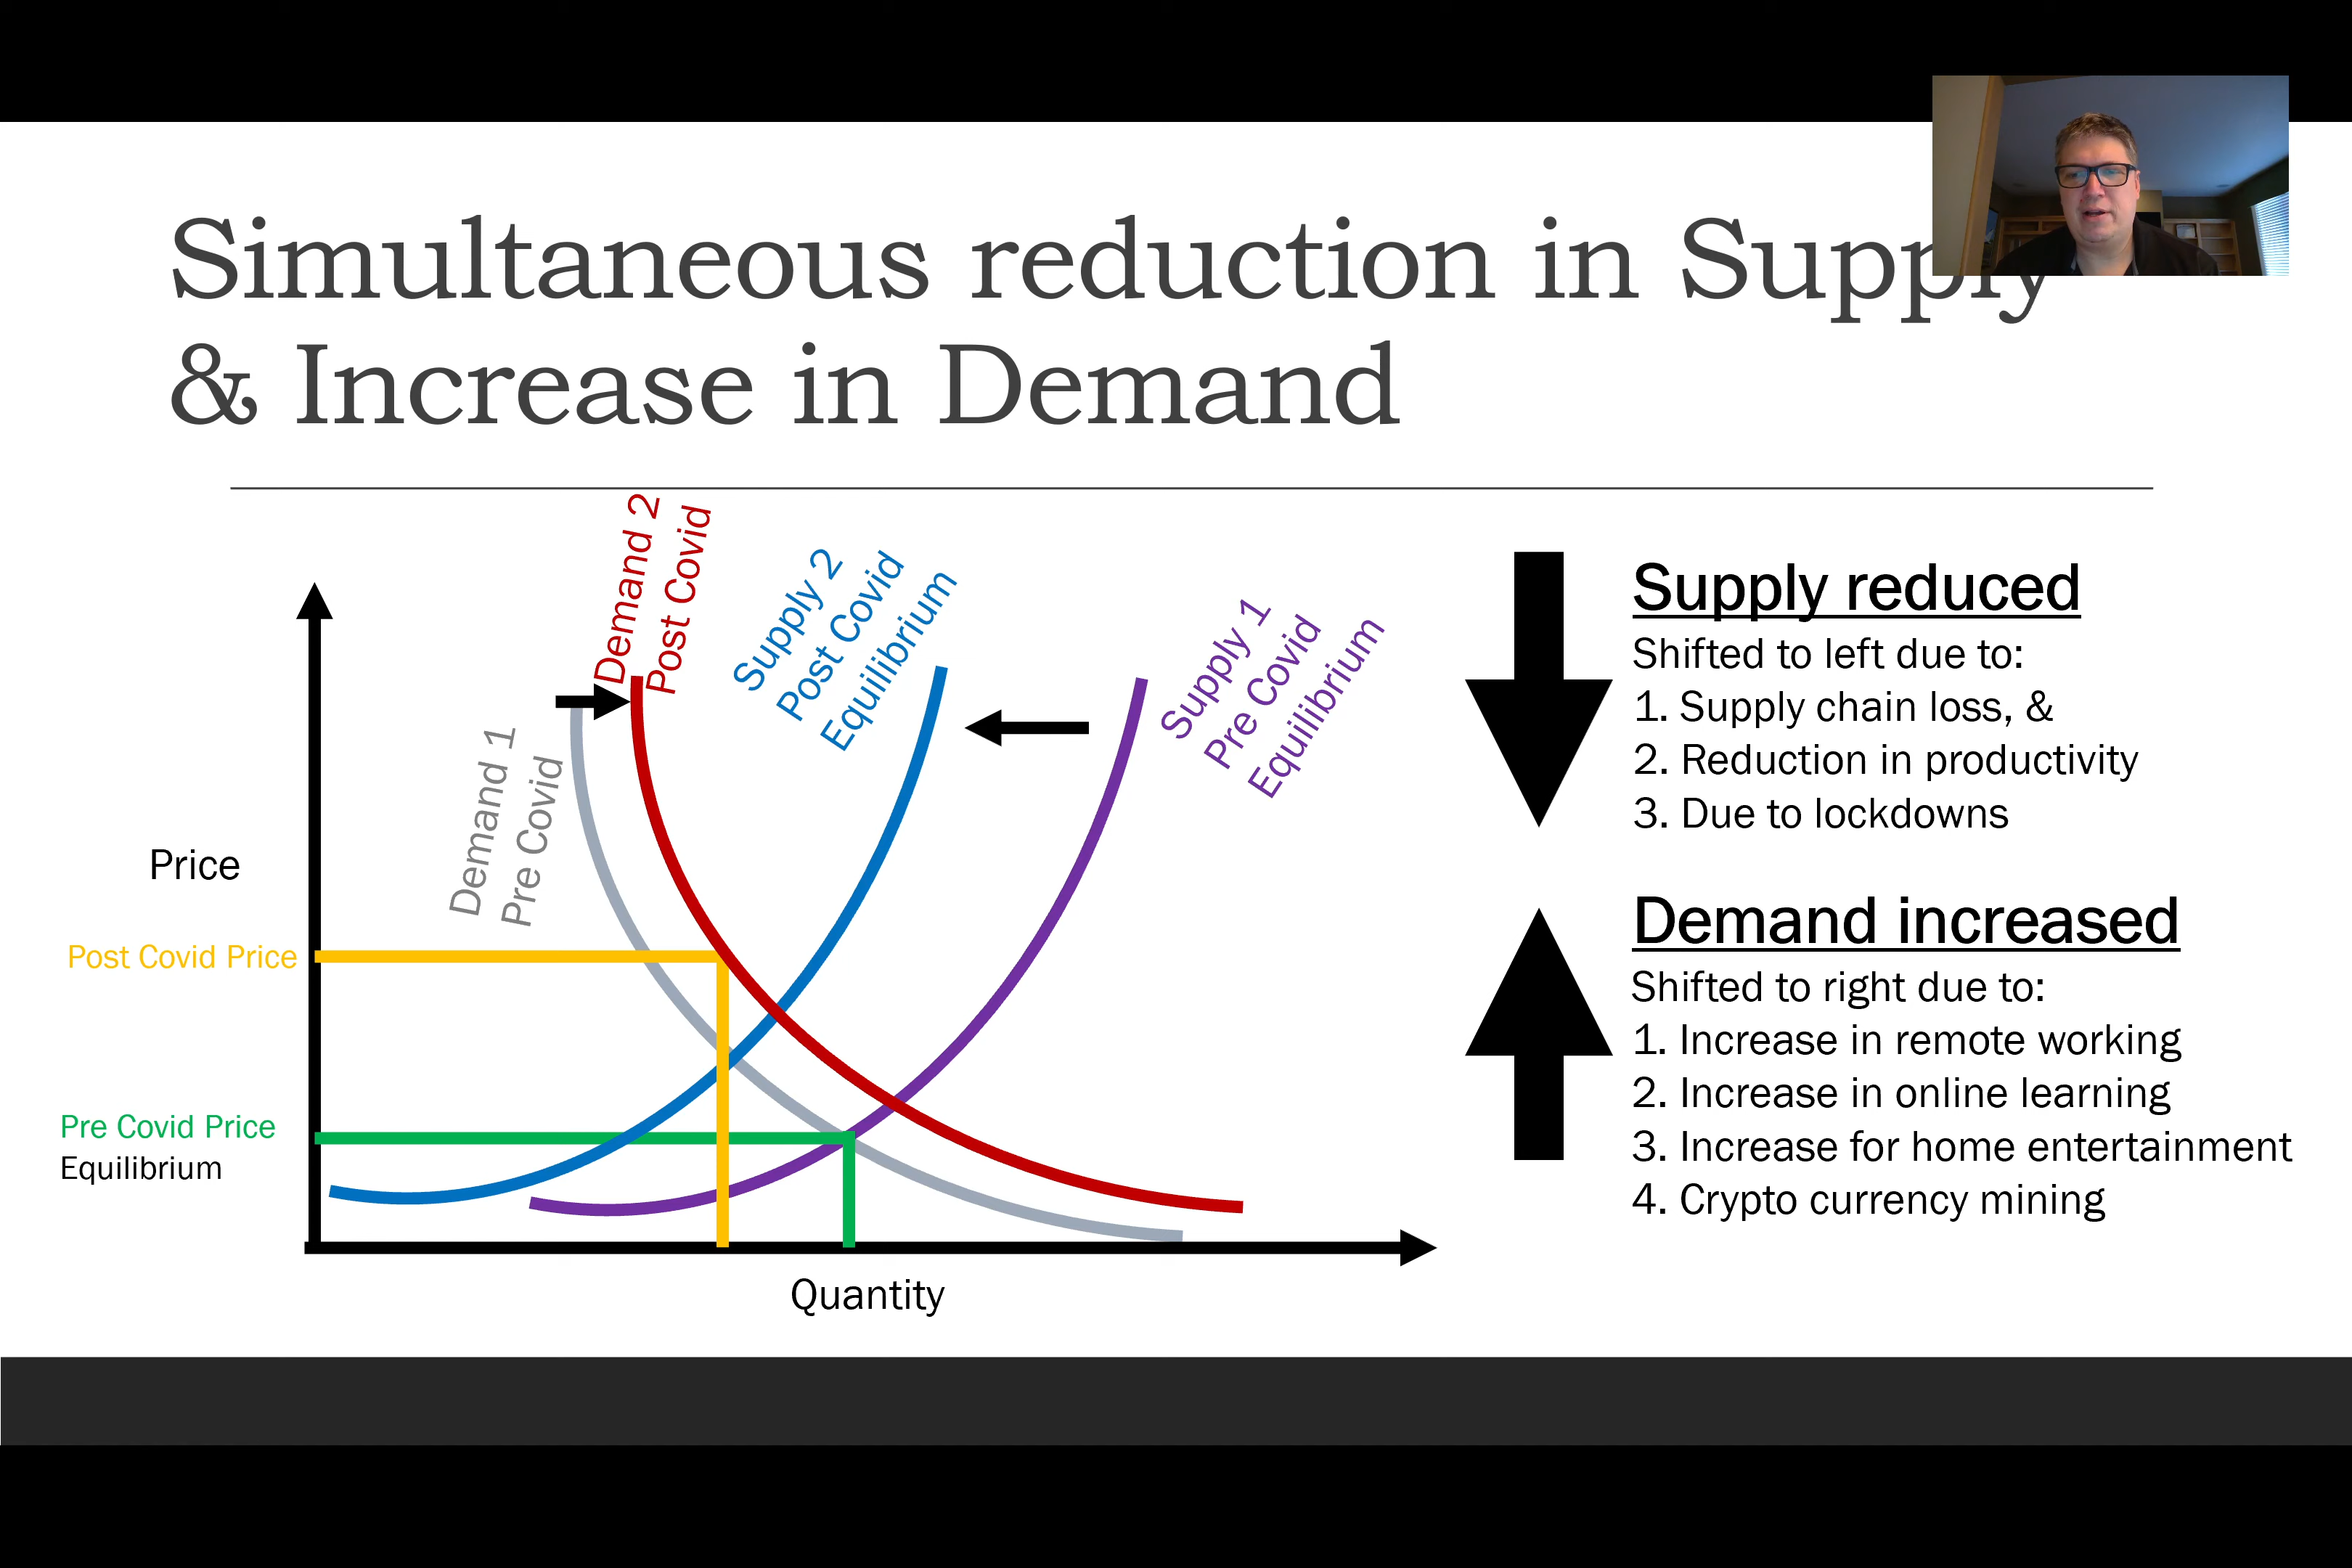 Simultaneous reduction in Supply
& Increase in Demand
Demand 2
Post Covid
Supply 2
Post Covid
Equilibrium
Supply 1
Pre Covid
Equilibrium
Demand 1
Pre Covid
Price
Post Covid Price
Pre Covid Price
Equilibrium
Quantity
Supply reduced
Shifted to left due to:
1. Supply chain loss, &
2. Reduction in productivity
3. Due to lockdowns
Demand increased
Shifted to right due to:
1. Increase in remote working
2. Increase in online learning
3. Increase for home entertainment
4. Crypto currency mining